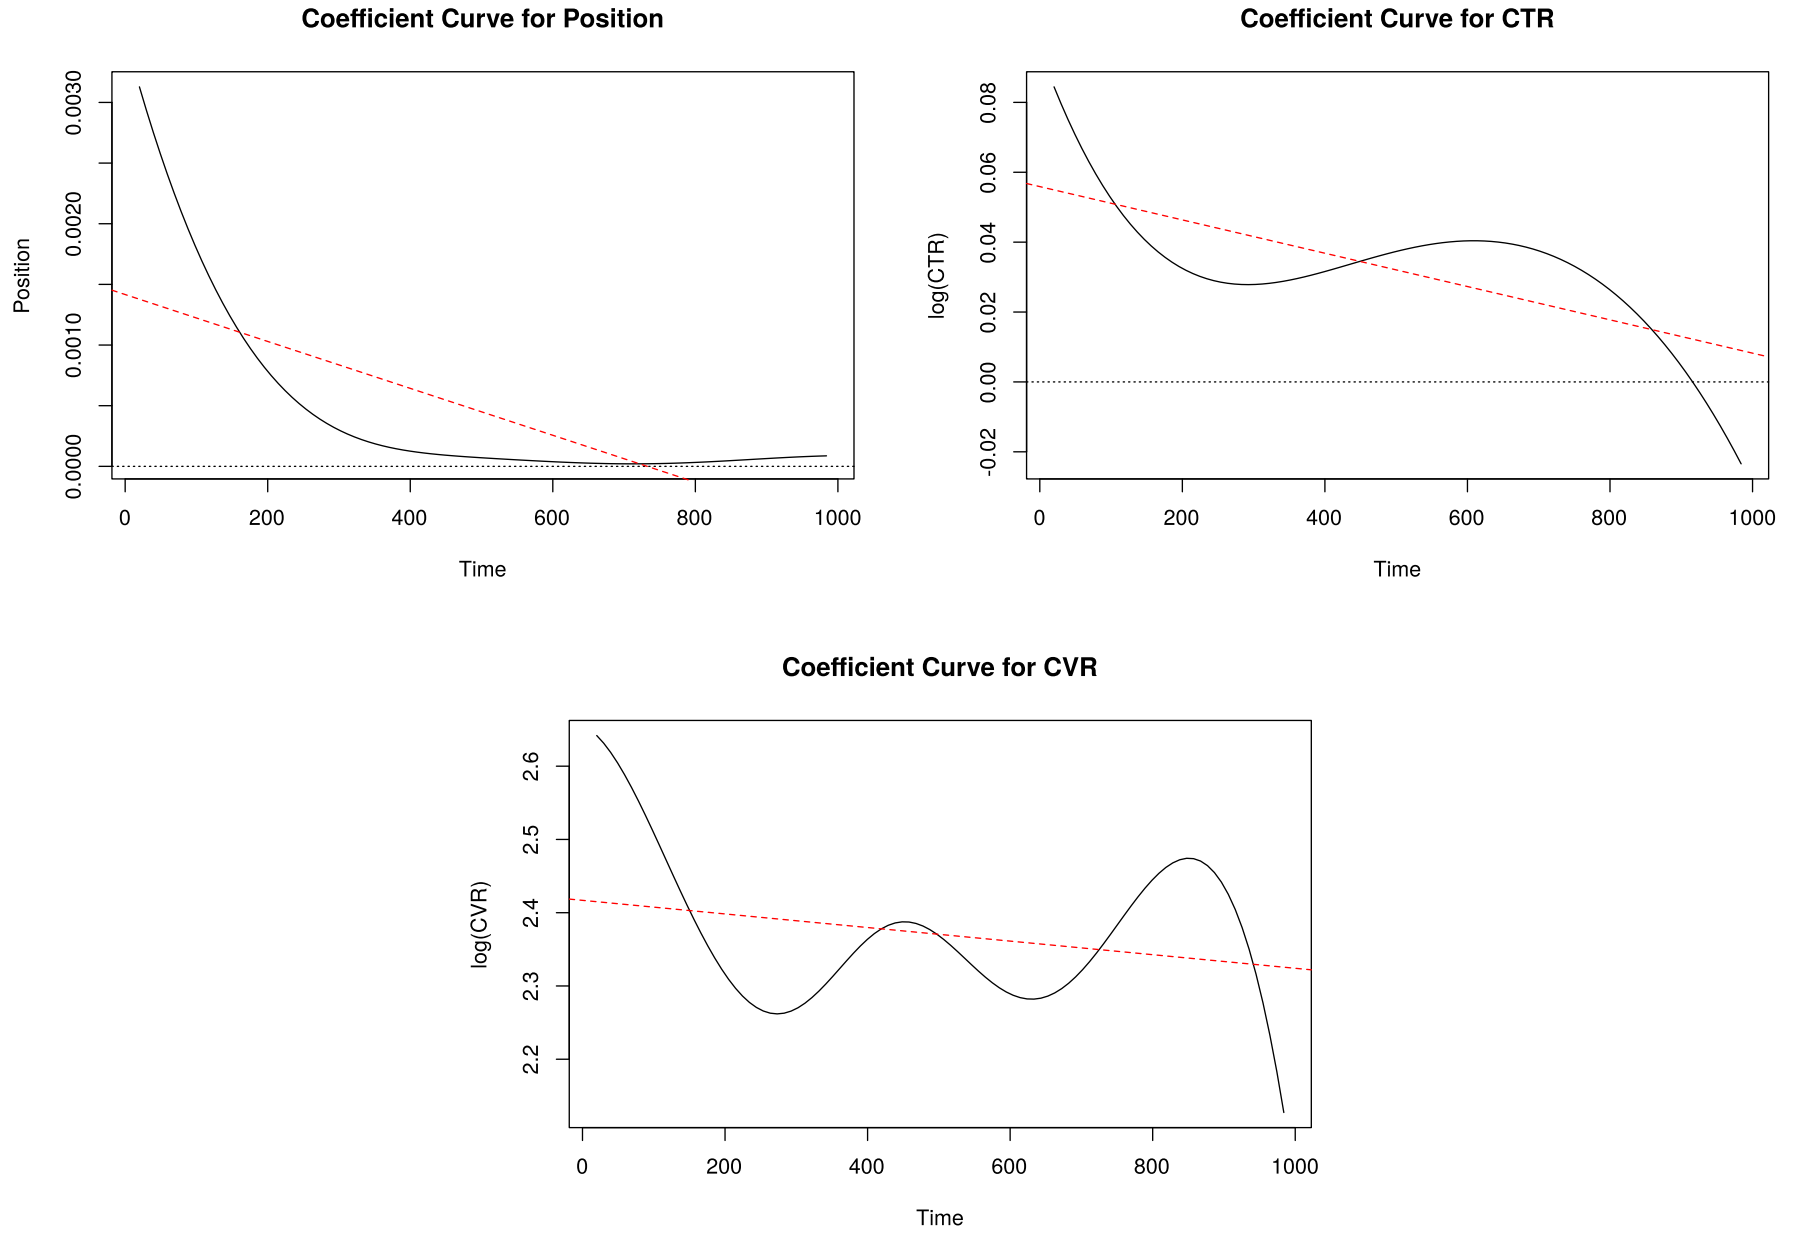 Coefficient Curve for Position
Position
0.0000
0.0010
0.0020
0.0030
0 200 400 600 800 1000
Time
Coefficient Curve for CTR
log(CTR)
-0.02
0.00
0.02
0.04
0.06
0.08
0 200 400 600 800 1000
Time
Coefficient Curve for CVR
log(CVR)
2.2
2.3
2.4
2.5
2.6
0 200 400 600 800 1000
Time